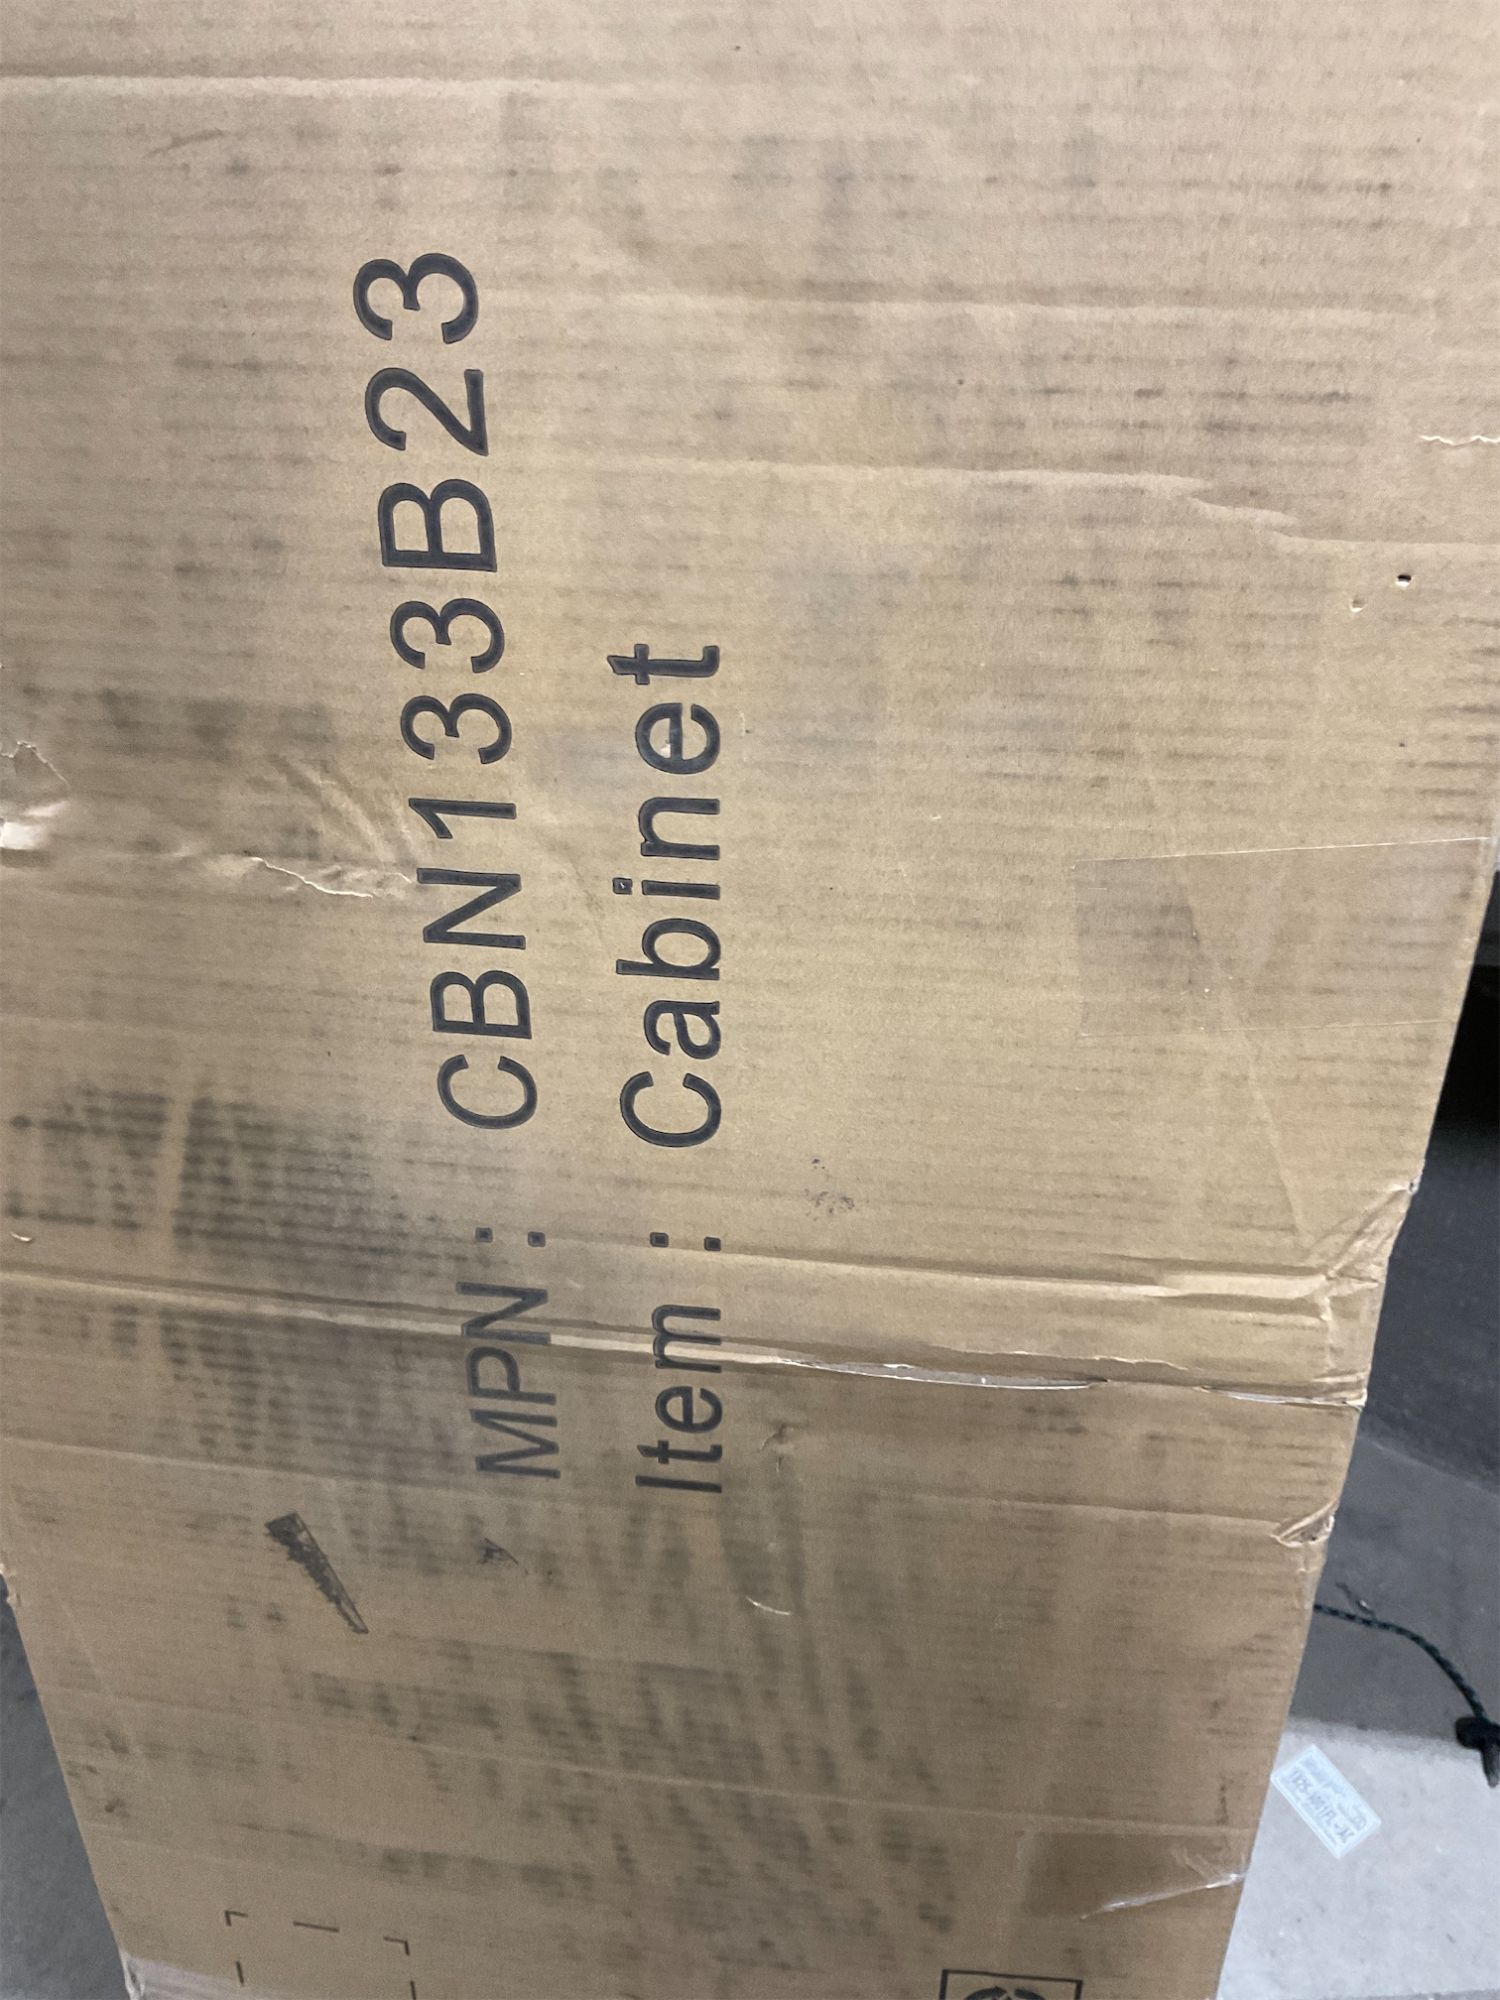 MPN : CBN133B23
Item : Cabinet